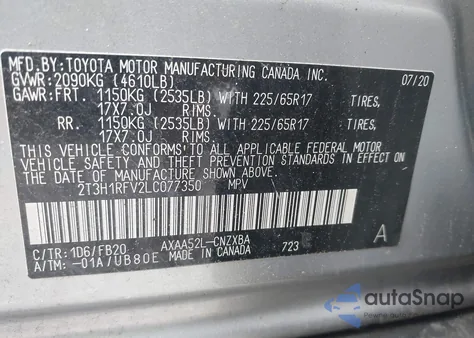 MFD.BY:TOYOTA MOTOR MANUFACTURING CANADA INC.
GVWR: 2090KG (4610LB) 07/20
GAWR: FRT. 1150KG (2535LB) WITH 225/65R17 TIRES,
17X7.0J RIMS.
RR. 1150KG (2535LB) WITH 225/65R17 TIRES,
17X7.0J RIMS.
THIS VEHICLE CONFORMS TO ALL APPLICABLE FEDERAL MOTOR
VEHICLE SAFETY AND THEFT PREVENTION STANDARDS IN EFFECT ON
THE DATE OF MANUFACTURE SHOWN ABOVE.
2T3H1RFV2LC077350 MPV
C/TR: 1D6/FB20 AXAA52L-CNZXBA 723 A
A/TM: -01A/UB80E MADE IN CANADA
autoSnap
POWERED BY